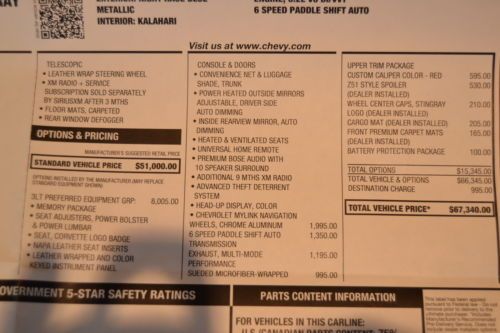 METALLIC
INTERIOR: KALAHARI
6 SPEED PADDLE SHIFT AUTO
Visit us at www.chevy.com
TELESCOPIC
• LEATHER WRAP STEERING WHEEL
• XM RADIO + SERVICE
SUBSCRIPTION SOLD SEPARATELY
BY SIRIUSXM AFTER 3 MTHS
• FLOOR MATS, CARPETED
• REAR WINDOW DEFOGGER
OPTIONS & PRICING
MANUFACTURER'S SUGGESTED RETAIL PRICE
STANDARD VEHICLE PRICE $51,000.00
OPTIONS INSTALLED BY THE MANUFACTURER (MAY REPLACE
STANDARD EQUIPMENT SHOWN)
3LT PREFERRED EQUIPMENT GRP: 8,005.00
• MEMORY PACKAGE
• SEAT ADJUSTERS, POWER BOLSTER
& POWER LUMBAR
• SEAT, CORVETTE LOGO BADGE
• NAPA LEATHER SEAT INSERTS
• LEATHER WRAPPED AND COLOR
KEYED INSTRUMENT PANEL
CONSOLE & DOORS
• CONVENIENCE NET & LUGGAGE
SHADE, TRUNK
• POWER HEATED OUTSIDE MIRRORS
ADJUSTABLE, DRIVER SIDE
AUTO DIMMING
• INSIDE REARVIEW MIRROR, AUTO
DIMMING
• HEATED & VENTILATED SEATS
• UNIVERSAL HOME REMOTE
• PREMIUM BOSE AUDIO WITH
10 SPEAKER SURROUND
• ADDITIONAL 9 MTHS XM RADIO
• ADVANCED THEFT DETERRENT
SYSTEM
• HEAD-UP DISPLAY, COLOR
• CHEVROLET MYLINK NAVIGATION
WHEELS, CHROME ALUMINUM 1,995.00
6 SPEED PADDLE SHIFT AUTO 1,350.00
TRANSMISSION
EXHAUST, MULTI-MODE 1,195.00
PERFORMANCE
SUEDED MICROFIBER-WRAPPED 995.00
UPPER TRIM PACKAGE
CUSTOM CALIPER COLOR - RED 595.00
Z51 STYLE SPOILER 530.00
(DEALER INSTALLED)
WHEEL CENTER CAPS, STINGRAY 210.00
LOGO (DEALER INSTALLED)
CARGO MAT (DEALER INSTALLED) 205.00
FRONT PREMIUM CARPET MATS 165.00
(DEALER INSTALLED)
BATTERY PROTECTION PACKAGE 100.00
TOTAL OPTIONS $15,345.00
TOTAL VEHICLE & OPTIONS $66,345.00
DESTINATION CHARGE 995.00
TOTAL VEHICLE PRICE* $67,340.00
GOVERNMENT 5-STAR SAFETY RATINGS
PARTS CONTENT INFORMATION
FOR VEHICLES IN THIS CARLINE: